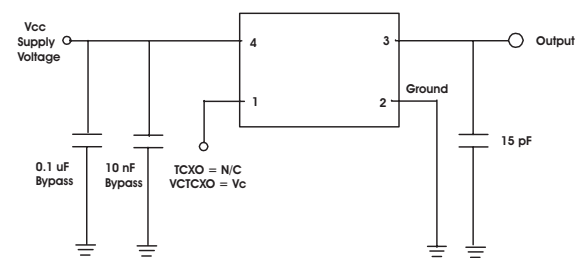 Vcc
Supply
Voltage
4
3
Output
1
Ground
2
0.1 uF
Bypass
10 nF
Bypass
TCXO = N/C
VCTCXO = Vc
15 pF